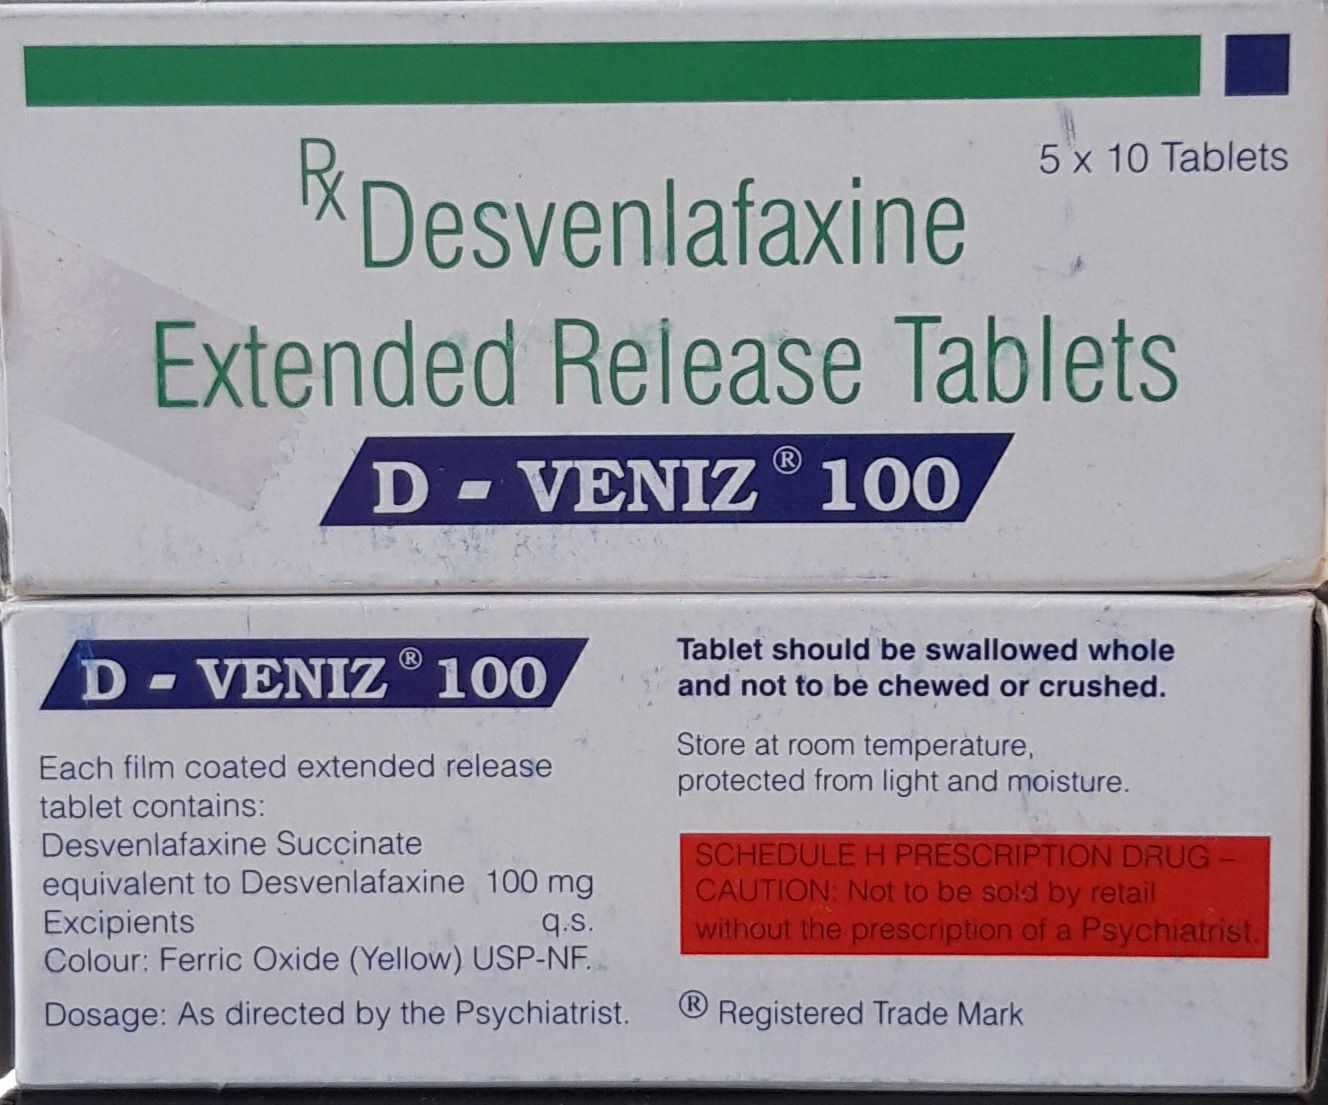 5 x 10 Tablets
Rx Desvenlafaxine
Extended Release Tablets
D - VENIZ® 100
D - VENIZ® 100
Each film coated extended release
tablet contains:
Desvenlafaxine Succinate
equivalent to Desvenlafaxine 100 mg
Excipients q.s.
Colour: Ferric Oxide (Yellow) USP-NF.
Dosage: As directed by the Psychiatrist.
Tablet should be swallowed whole
and not to be chewed or crushed.
Store at room temperature,
protected from light and moisture.
SCHEDULE H PRESCRIPTION DRUG –
CAUTION: Not to be sold by retail
without the prescription of a Psychiatrist.
® Registered Trade Mark